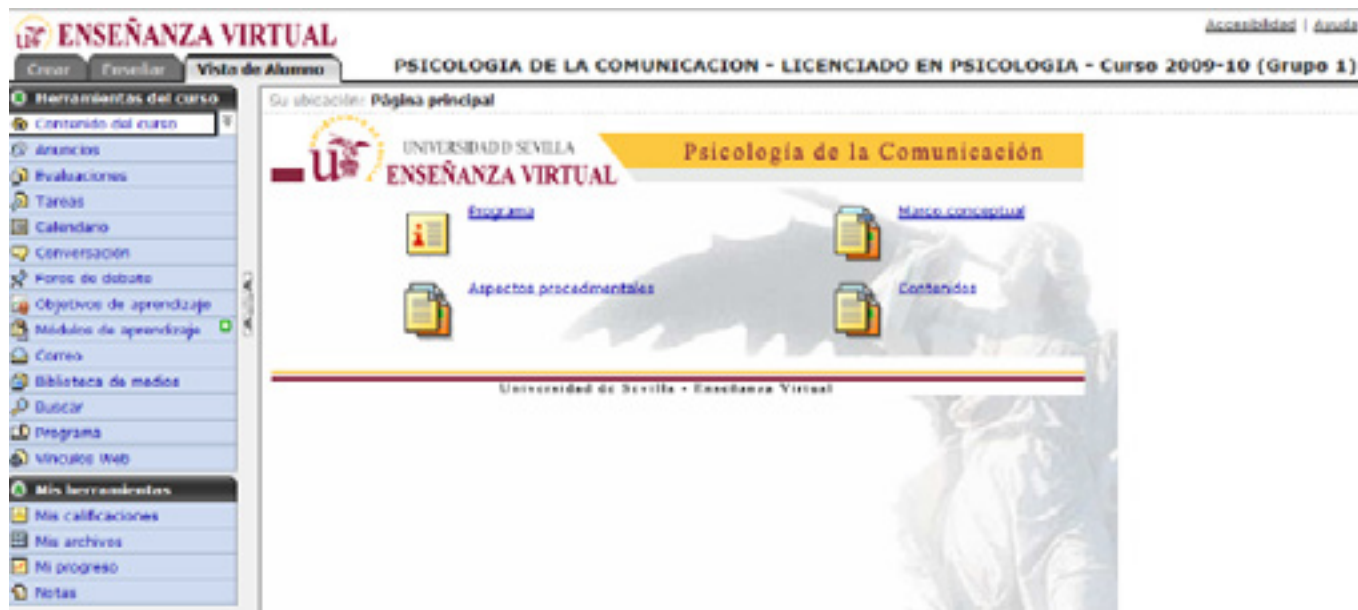 Accesibilidad | Ayuda
us ENSEÑANZA VIRTUAL
Crear Enseñar Vista de Alumno
PSICOLOGIA DE LA COMUNICACION - LICENCIADO EN PSICOLOGIA - Curso 2009-10 (Grupo 1)
Herramientas del curso
Contenido del curso
Anuncios
Evaluaciones
Tareas
Calendario
Conversación
Foros de debate
Objetivos de aprendizaje
Módulos de aprendizaje
Correo
Biblioteca de medios
Buscar
Programa
Vínculos Web
Mis herramientas
Mis calificaciones
Mis archivos
Mi progreso
Notas
Su ubicación: Página principal
UNIVERSIDAD D SEVILLA
ENSEÑANZA VIRTUAL
Psicología de la Comunicación
Programa
Marco conceptual
Aspectos procedimentales
Contenidos
Universidad de Sevilla - Enseñanza Virtual